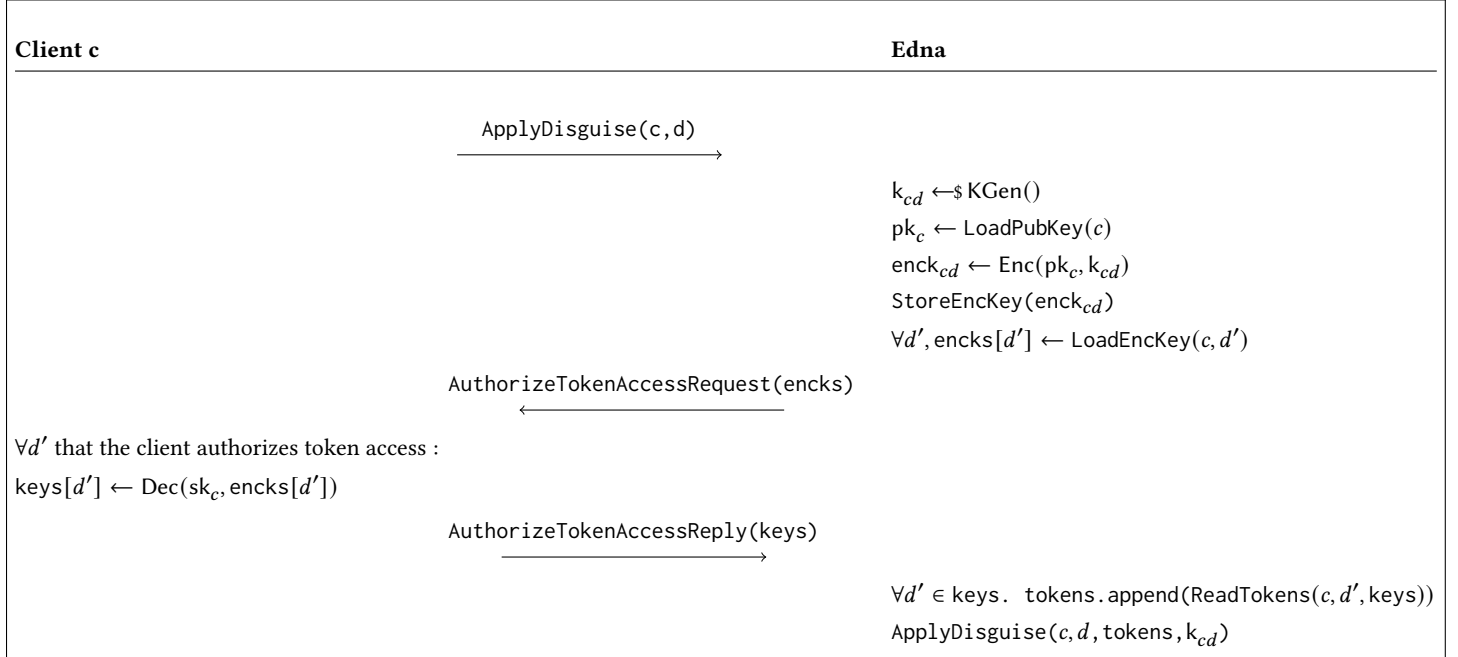 Client c Edna
ApplyDisguise(c,d)
k_cd ←$ KGen()
pk_c ← LoadPubKey(c)
enck_cd ← Enc(pk_c, k_cd)
StoreEncKey(enck_cd)
∀d′, encks[d′] ← LoadEncKey(c, d′)
AuthorizeTokenAccessRequest(encks)
∀d′ that the client authorizes token access :
keys[d′] ← Dec(sk_c, encks[d′])
AuthorizeTokenAccessReply(keys)
∀d′ ∈ keys. tokens.append(ReadTokens(c, d′, keys))
ApplyDisguise(c, d, tokens, k_cd)